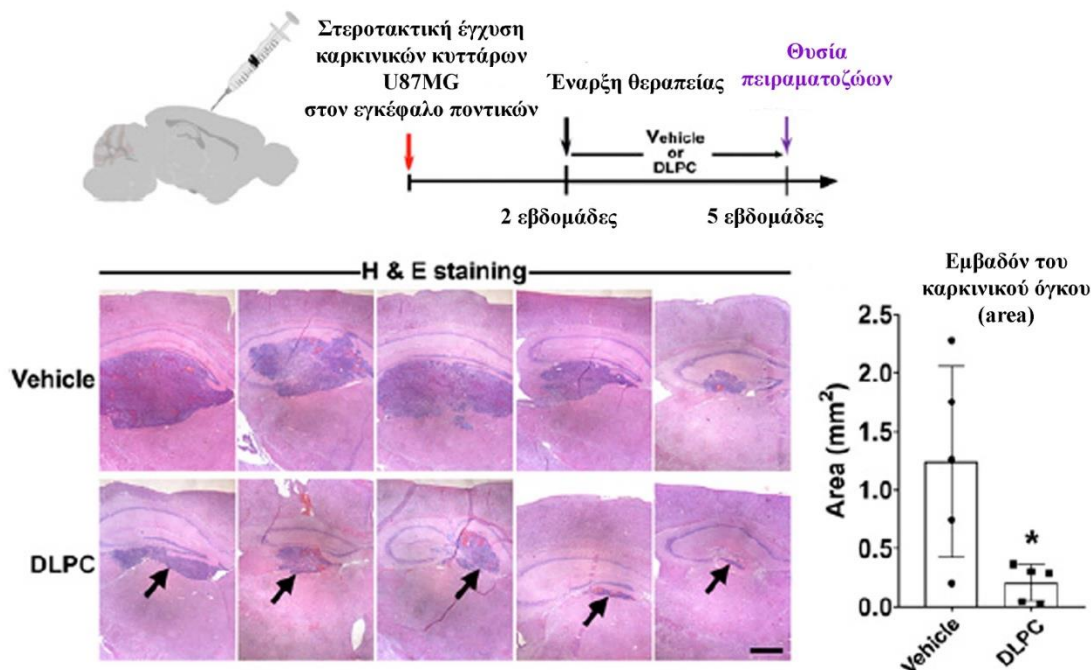 Στεροτακτική έγχυση
καρκινικών κυττάρων
U87MG
στον εγκέφαλο ποντικών
Έναρξη θεραπείας
Θυσία
πειραματοζώων
Vehicle
or
DLPC
2 εβδομάδες
5 εβδομάδες
H & E staining
Vehicle
DLPC
Εμβαδόν του
καρκινικού όγκου
(area)
Area (mm²)
2.5
2.0
1.5
1.0
0.5
0.0
*
Vehicle
DLPC